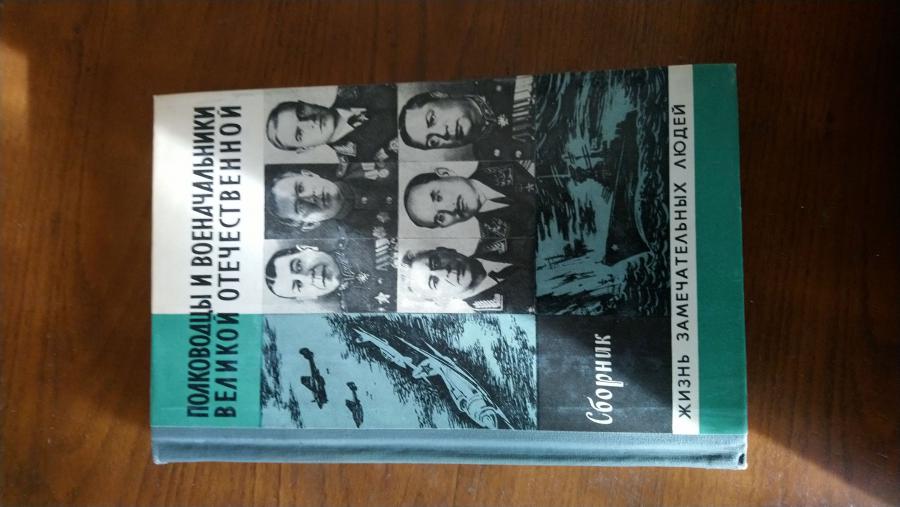 ПОЛКОВОДЦЫ И ВОЕНАЧАЛЬНИКИ
ВЕЛИКОЙ ОТЕЧЕСТВЕННОЙ
Сборник
ЖИЗНЬ ЗАМЕЧАТЕЛЬНЫХ ЛЮДЕЙ